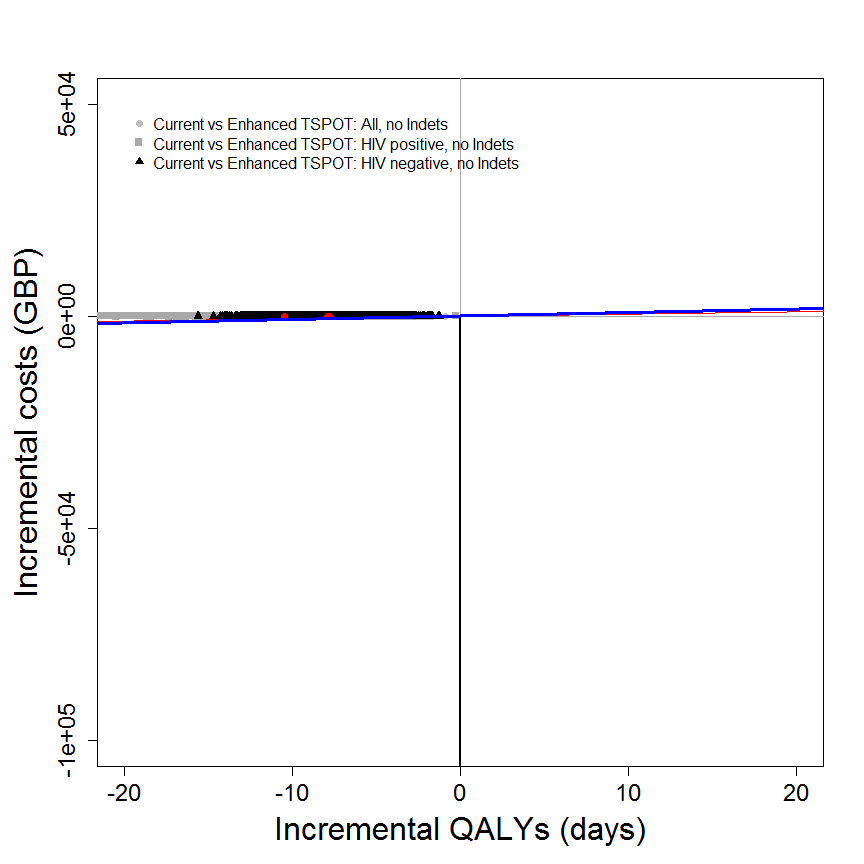 Current vs Enhanced TSPOT: All, no Indets
Current vs Enhanced TSPOT: HIV positive, no Indets
Current vs Enhanced TSPOT: HIV negative, no Indets
Incremental costs (GBP)
5e+04
0e+00
-5e+04
-1e+05
-20 -10 0 10 20
Incremental QALYs (days)